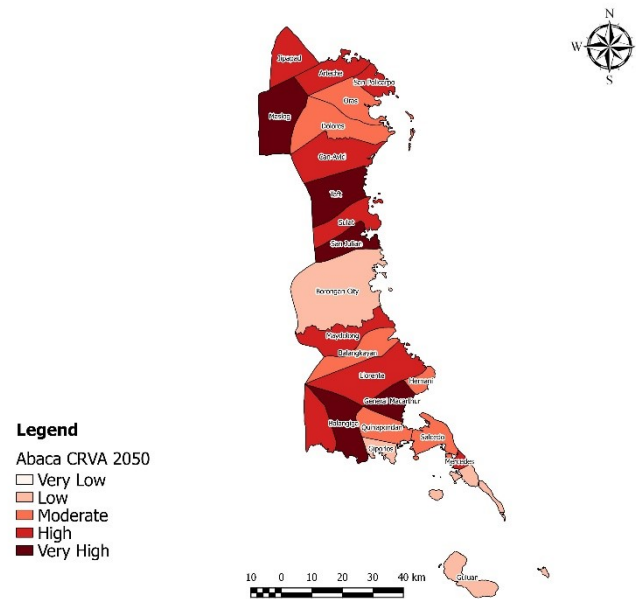 N
W
E
S
Jipapad
Arteche
San Policarpo
Oras
Maslog
Dolores
Can-Avid
Taft
Sulat
San Julian
Borongan City
Maydolong
Balangkayan
Llorente
Hernani
General Macarthur
Balangiga
Quinapondan
Salcedo
Giporlos
Mercedes
Guiuan
Legend
Abaca CRVA 2050
Very Low
Low
Moderate
High
Very High
10 0 10 20 30 40 km